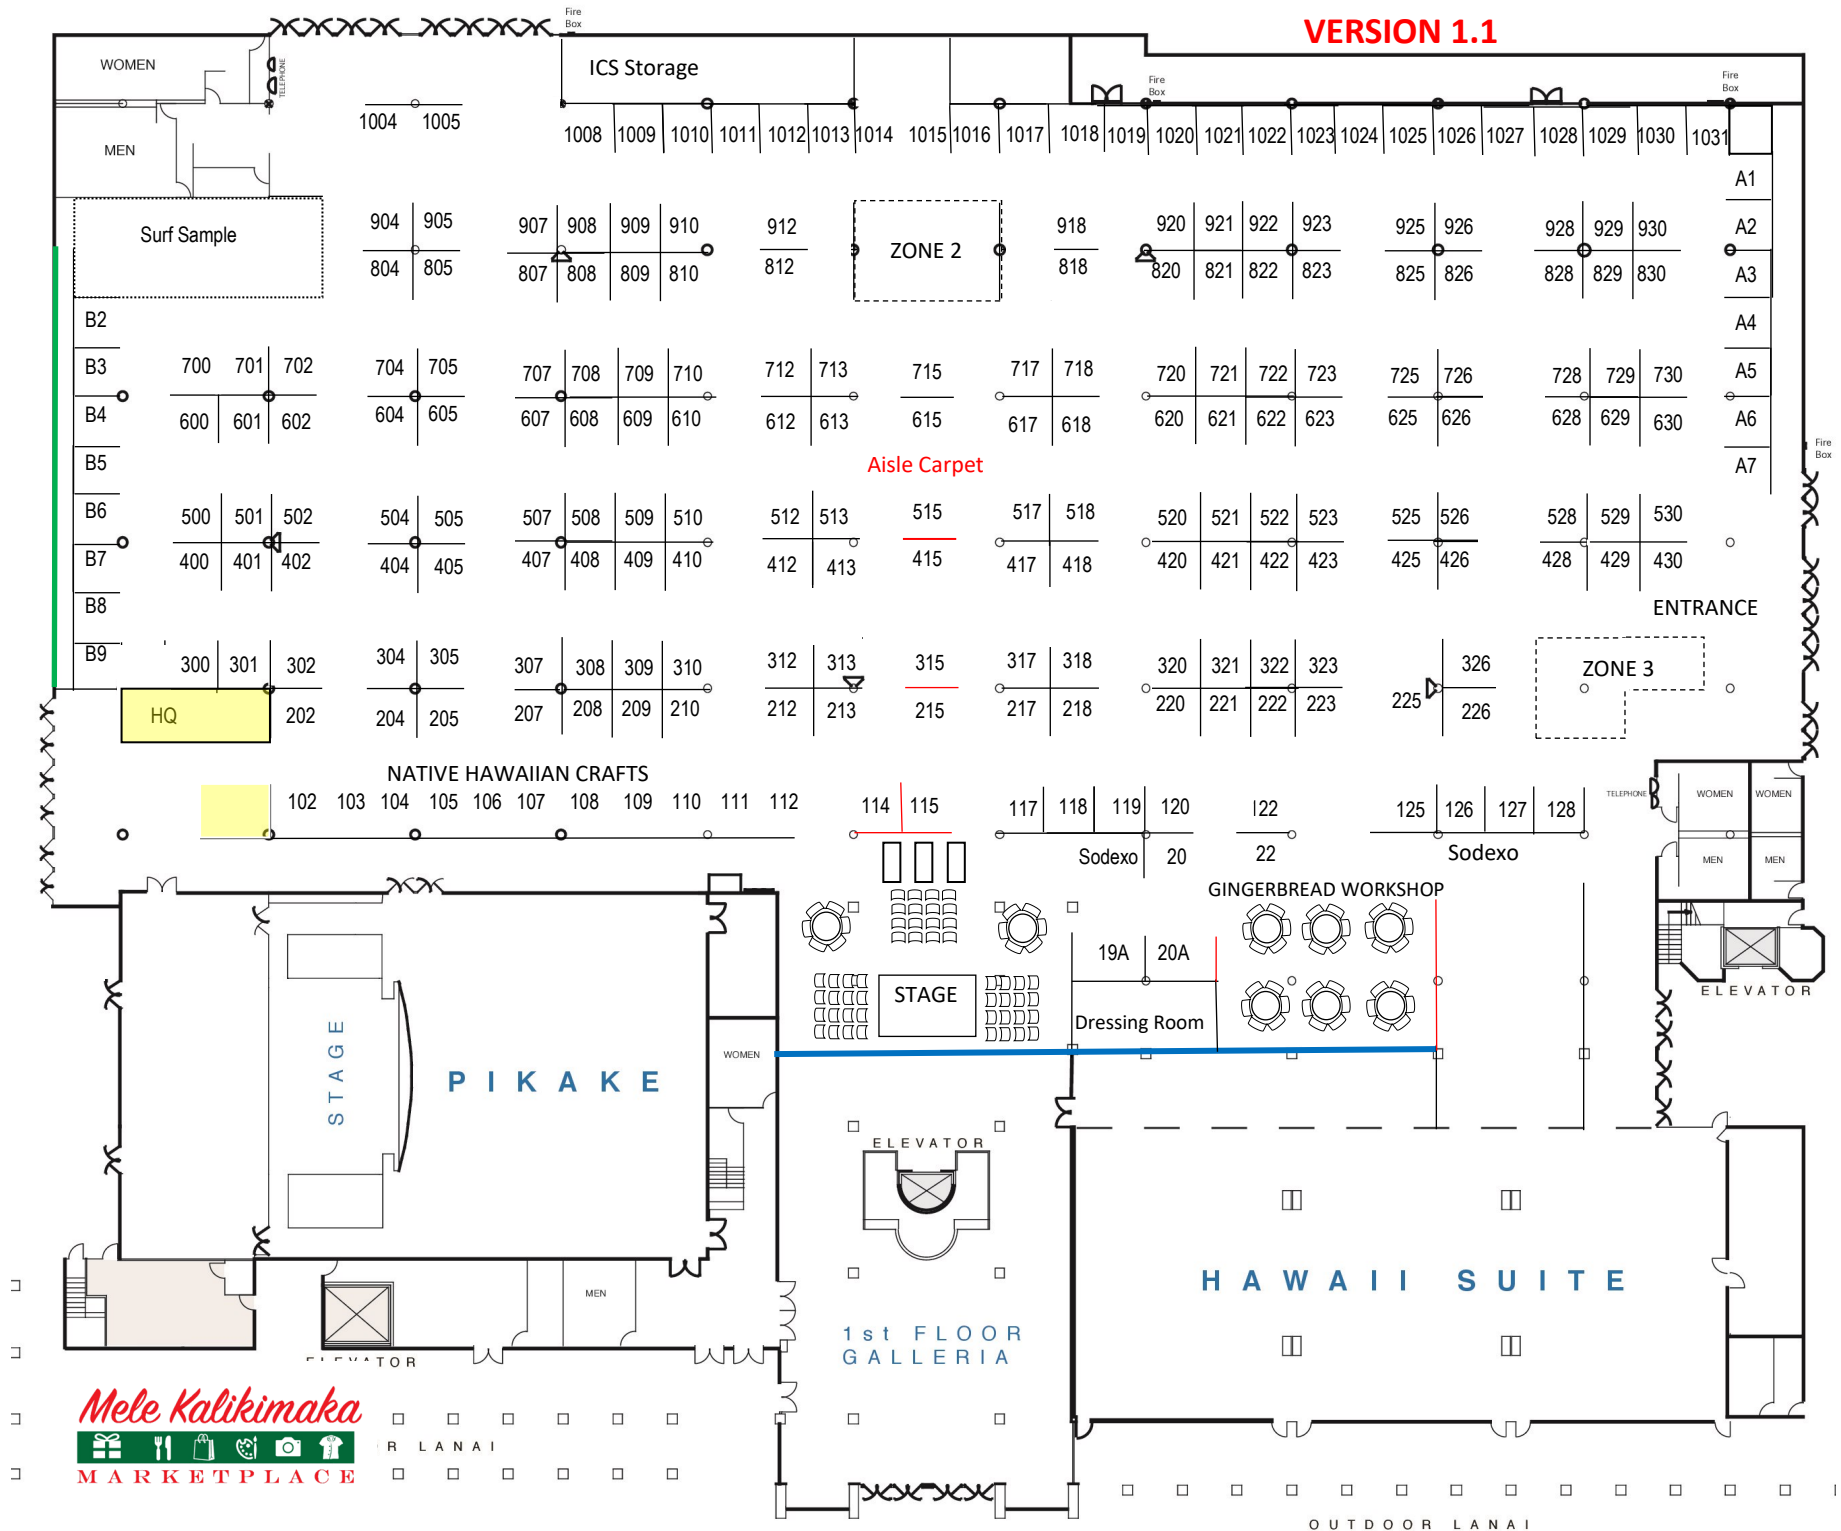 Fire
Box
VERSION 1.1
WOMEN
TELEPHONE
ICS Storage
Fire
Box
Fire
Box
1004 1005
1008 1009 1010 1011 1012 1013 1014 1015 1016 1017 1018 1019 1020 1021 1022 1023 1024 1025 1026 1027 1028 1029 1030 1031
MEN
A1
Surf Sample
904 905 907 908 909 910 912 918 920 921 922 923 925 926 928 929 930 A2
ZONE 2
804 805 807 808 809 810 812 818 820 821 822 823 825 826 828 829 830 A3
B2 A4
B3 700 701 702 704 705 707 708 709 710 712 713 715 717 718 720 721 722 723 725 726 728 729 730 A5
B4 600 601 602 604 605 607 608 609 610 612 613 615 617 618 620 621 622 623 625 626 628 629 630 A6
Fire
Box
B5 Aisle Carpet A7
B6 500 501 502 504 505 507 508 509 510 512 513 515 517 518 520 521 522 523 525 526 528 529 530
B7 400 401 402 404 405 407 408 409 410 412 413 415 417 418 420 421 422 423 425 426 428 429 430
B8 ENTRANCE
B9 300 301 302 304 305 307 308 309 310 312 313 315 317 318 320 321 322 323 326 ZONE 3
HQ 202 204 205 207 208 209 210 212 213 215 217 218 220 221 222 223 225 226
NATIVE HAWAIIAN CRAFTS
102 103 104 105 106 107 108 109 110 111 112 114 115 117 118 119 120 122 125 126 127 128
TELEPHONE WOMEN WOMEN
Sodexo 20 22 Sodexo
MEN MEN
GINGERBREAD WORKSHOP
19A 20A
STAGE
ELEVATOR
Dressing Room
WOMEN
STAGE
PIKAKE
ELEVATOR
HAWAII SUITE
MEN
1st FLOOR
GALLERIA
ELEVATOR
Mele Kalikimaka
MARKETPLACE
R LANAI
OUTDOOR LANAI